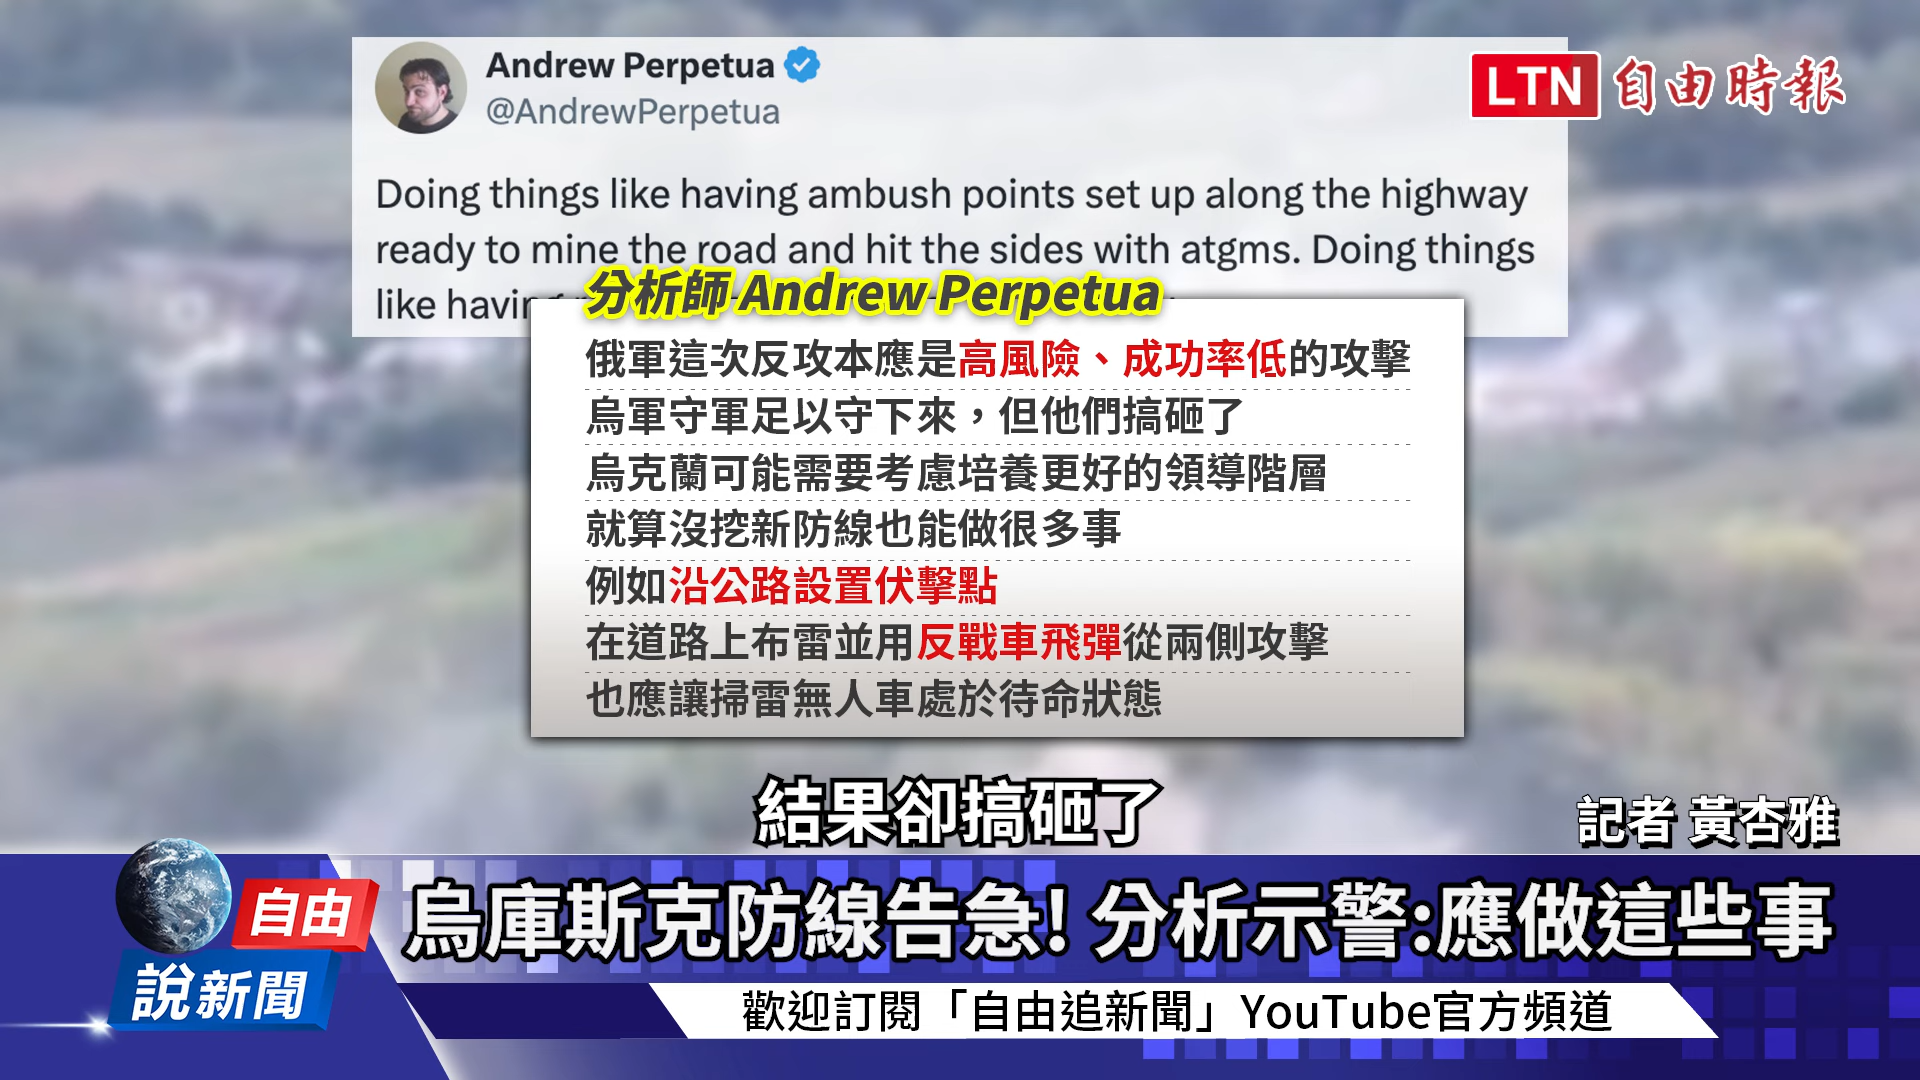 Andrew Perpetua
@AndrewPerpetua
LTN 自由時報
Doing things like having ambush points set up along the highway
ready to mine the road and hit the sides with atgms. Doing things
like having
分析師 Andrew Perpetua
俄軍這次反攻本應是高風險、成功率低的攻擊
烏軍守軍足以守下來，但他們搞砸了
烏克蘭可能需要考慮培養更好的領導階層
就算沒挖新防線也能做很多事
例如沿公路設置伏擊點
在道路上布雷並用反戰車飛彈從兩側攻擊
也應讓掃雷無人車處於待命狀態
結果卻搞砸了
記者 黃杏雅
自由
說新聞
烏庫斯克防線告急! 分析示警:應做這些事
歡迎訂閱「自由追新聞」YouTube官方頻道